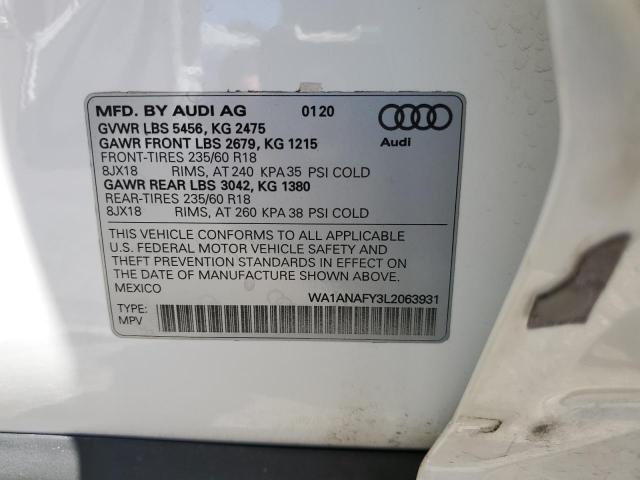 MFD. BY AUDI AG 01 20
GVWR LBS 5456, KG 2475
GAWR FRONT LBS 2679, KG 1215
FRONT-TIRES 235/60 R18
8JX18 RIMS, AT 240 KPA 35 PSI COLD
GAWR REAR LBS 3042, KG 1380
REAR-TIRES 235/60 R18
8JX18 RIMS, AT 260 KPA 38 PSI COLD
Audi
THIS VEHICLE CONFORMS TO ALL APPLICABLE
U.S. FEDERAL MOTOR VEHICLE SAFETY AND
THEFT PREVENTION STANDARDS IN EFFECT ON
THE DATE OF MANUFACTURE SHOWN ABOVE.
MEXICO WA1ANAFY3L2063931
TYPE:
MPV